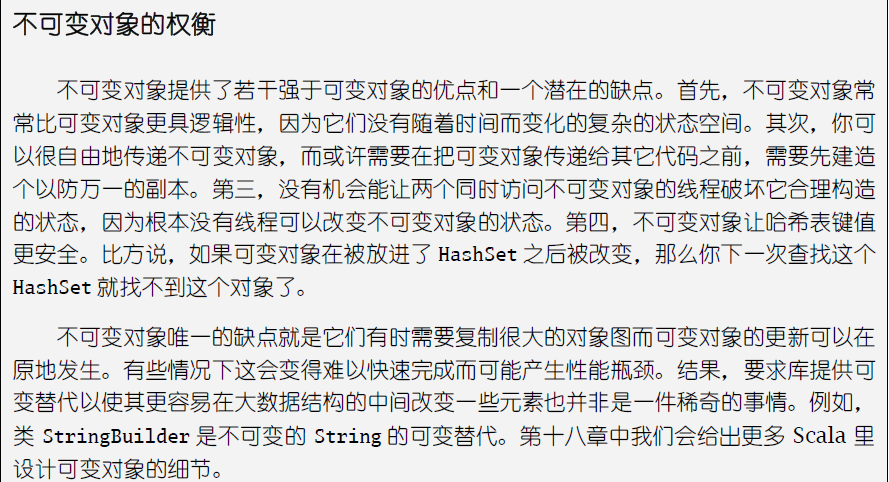 不可变对象的权衡
不可变对象提供了若干强于可变对象的优点和一个潜在的缺点。首先，不可变对象常
常比可变对象更具逻辑性，因为它们没有随着时间而变化的复杂的状态空间。其次，你可
以很自由地传递不可变对象，而或许需要在把可变对象传递给其它代码之前，需要先建造
个以防万一的副本。第三，没有机会能让两个同时访问不可变对象的线程破坏它合理构造
的状态，因为根本没有线程可以改变不可变对象的状态。第四，不可变对象让哈希表键值
更安全。比方说，如果可变对象在被放进了 HashSet 之后被改变，那么你下一次查找这个
HashSet 就找不到这个对象了。
不可变对象唯一的缺点就是它们有时需要复制很大的对象图而可变对象的更新可以在
原地发生。有些情况下这会变得难以快速完成而可能产生性能瓶颈。结果，要求库提供可
变替代以使其更容易在大数据结构的中间改变一些元素也并非是一件稀奇的事情。例如，
类 StringBuilder 是不可变的 String 的可变替代。第十八章中我们会给出更多 Scala 里
设计可变对象的细节。